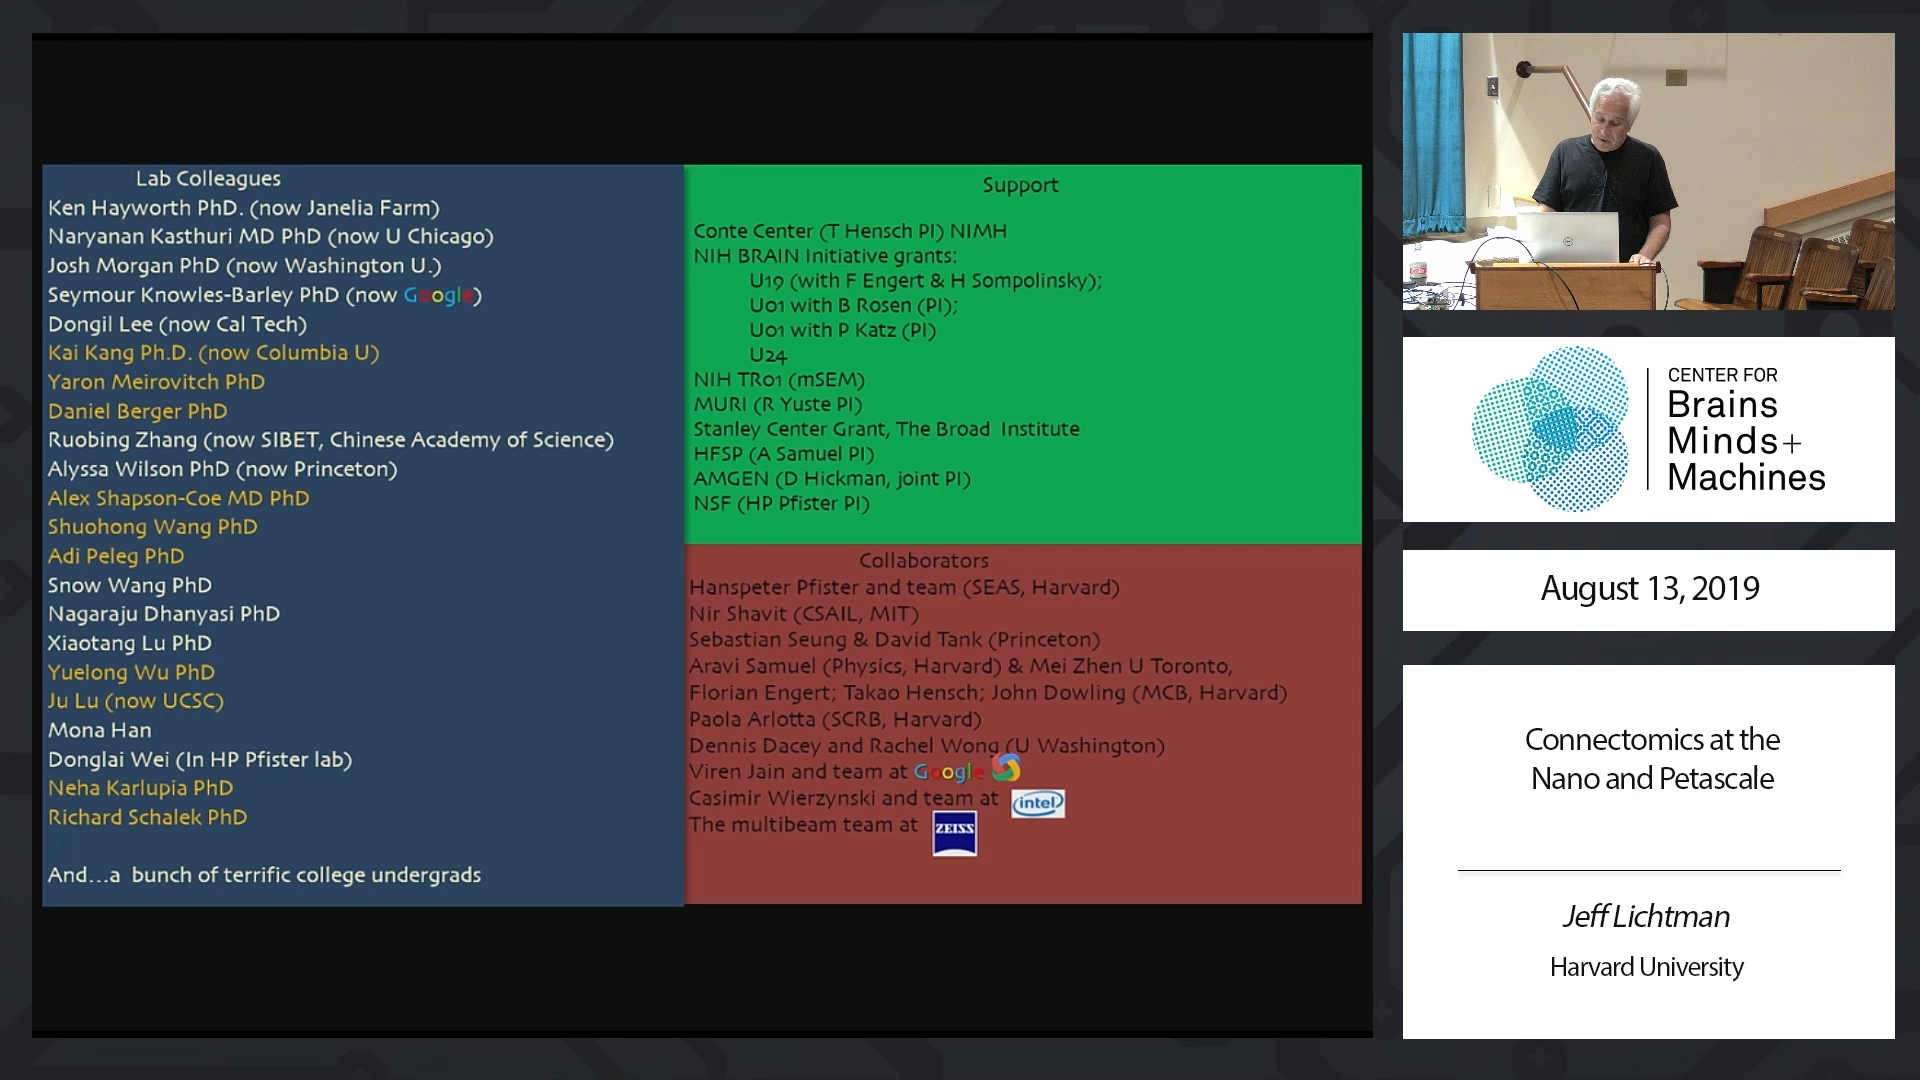 Lab Colleagues
Ken Hayworth PhD. (now Janelia Farm)
Naryanan Kasthuri MD PhD (now U Chicago)
Josh Morgan PhD (now Washington U.)
Seymour Knowles-Barley PhD (now Google)
Dongil Lee (now Cal Tech)
Kai Kang Ph.D. (now Columbia U)
Yaron Meirovitch PhD
Daniel Berger PhD
Ruobing Zhang (now SIBET, Chinese Academy of Science)
Alyssa Wilson PhD (now Princeton)
Alex Shapson-Coe MD PhD
Shuohong Wang PhD
Adi Peleg PhD
Snow Wang PhD
Nagaraju Dhanyasi PhD
Xiaotang Lu PhD
Yuelong Wu PhD
Ju Lu (now UCSC)
Mona Han
Donglai Wei (In HP Pfister lab)
Neha Karlupia PhD
Richard Schalek PhD
And...a bunch of terrific college undergrads
Support
Conte Center (T Hensch PI) NIMH
NIH BRAIN Initiative grants:
U19 (with F Engert & H Sompolinsky);
U01 with B Rosen (PI);
U01 with P Katz (PI)
U24
NIH TR01 (mSEM)
MURI (R Yuste PI)
Stanley Center Grant, The Broad Institute
HFSP (A Samuel PI)
AMGEN (D Hickman, joint PI)
NSF (HP Pfister PI)
Collaborators
Hanspeter Pfister and team (SEAS, Harvard)
Nir Shavit (CSAIL, MIT)
Sebastian Seung & David Tank (Princeton)
Aravi Samuel (Physics, Harvard) & Mei Zhen U Toronto,
Florian Engert; Takao Hensch; John Dowling (MCB, Harvard)
Paola Arlotta (SCRB, Harvard)
Dennis Dacey and Rachel Wong (U Washington)
Viren Jain and team at Google
Casimir Wierzynski and team at intel
The multibeam team at ZEISS
CENTER FOR
Brains
Minds+
Machines
August 13, 2019
Connectomics at the
Nano and Petascale
Jeff Lichtman
Harvard University